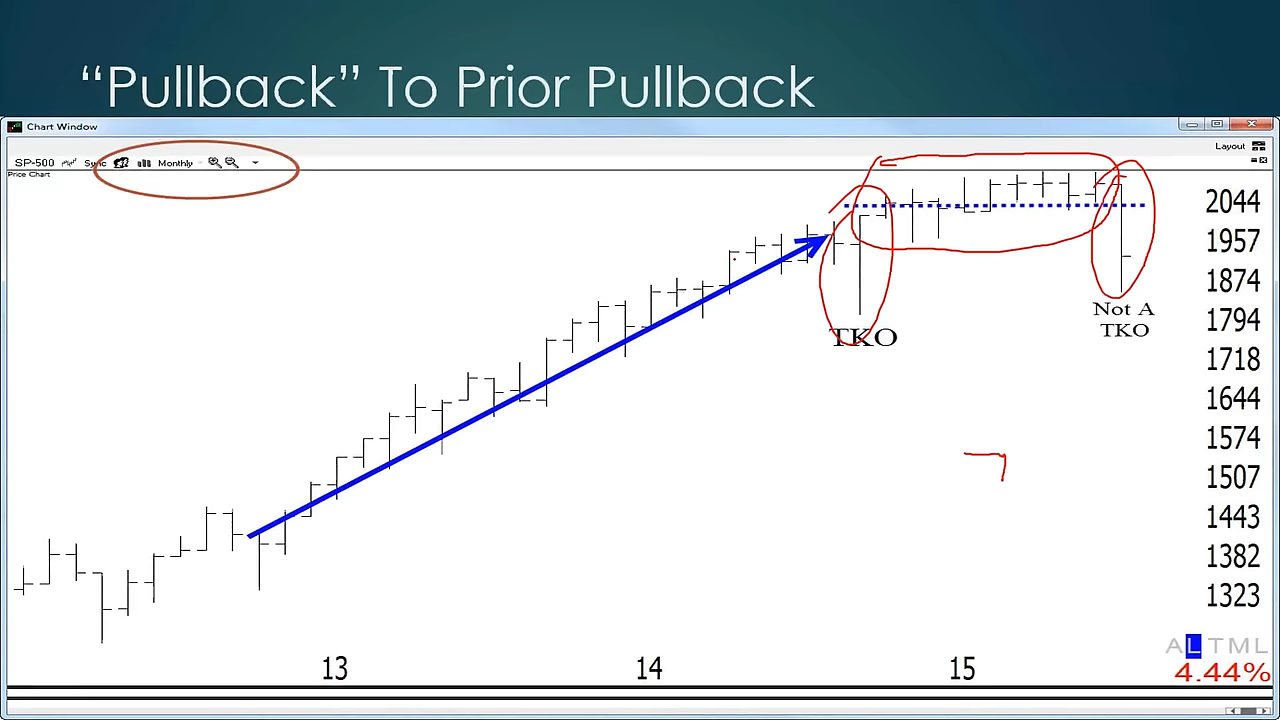 “Pullback” To Prior Pullback
Chart Window
Layout
SP-500 Sync Monthly
Price Chart
2044
1957
1874
1794
1718
1644
1574
1507
1443
1382
1323
TKO
Not A
TKO
13 14 15
ALTML
4.44%